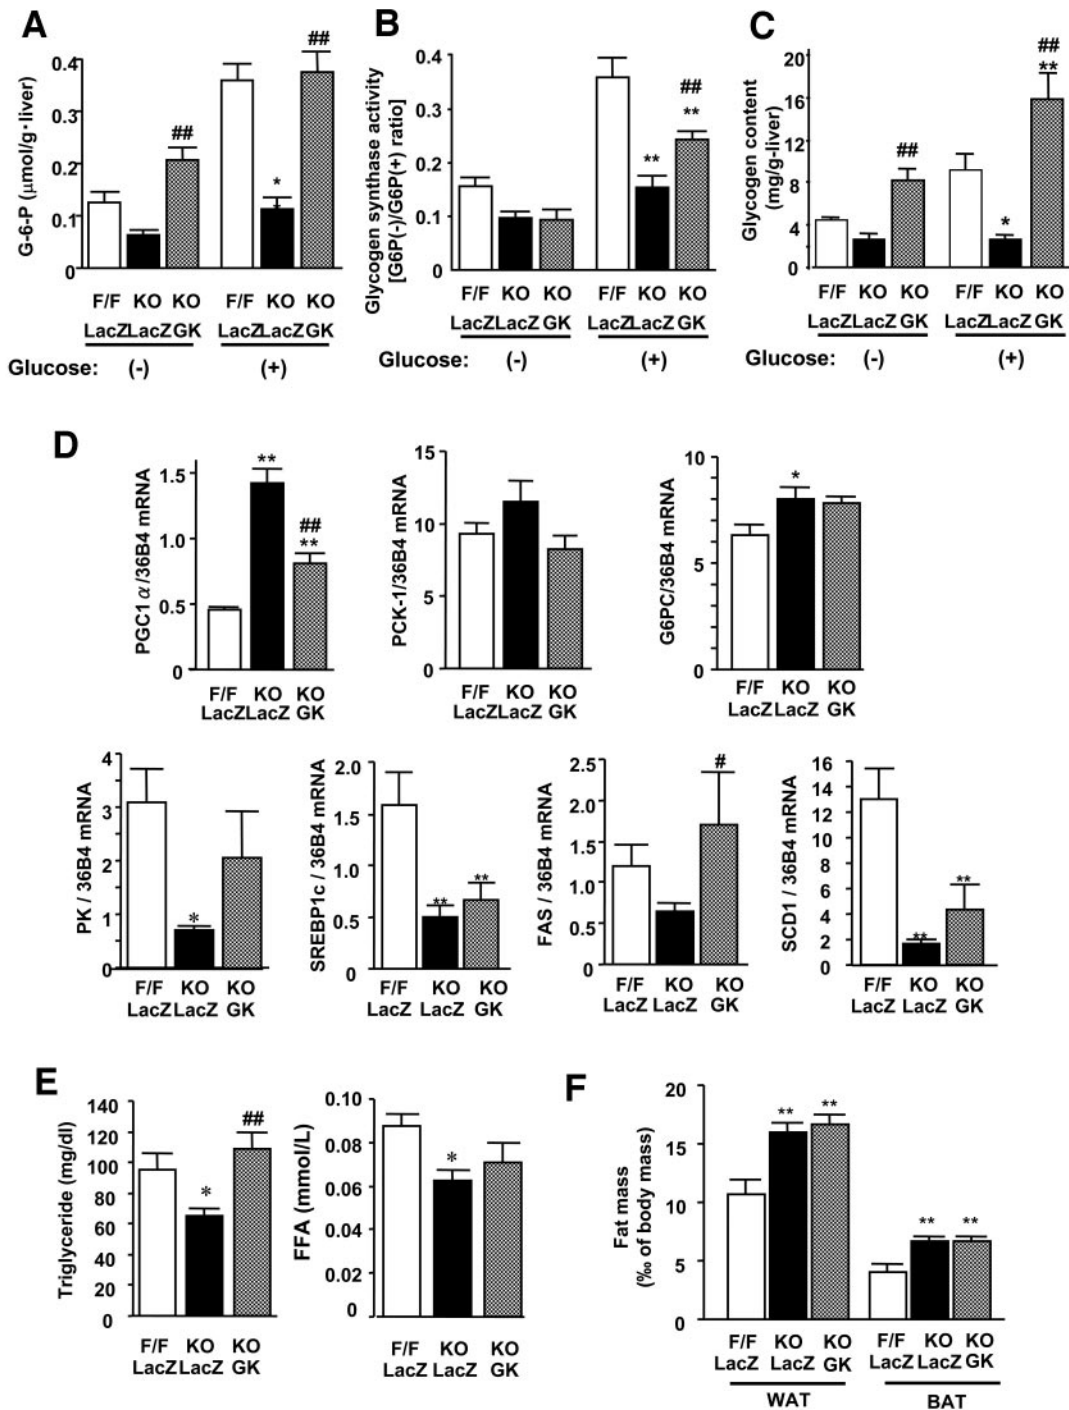 A
G-6-P (μmol/g·liver)
0.4
0.3
0.2
0.1
0
##
*
##
F/F KO KO F/F KO KO
LacZ LacZ GK LacZ LacZ GK
Glucose: (-) (+)
B
Glycogen synthase activity
[G6P(-)/G6P(+) ratio]
0.4
0.3
0.2
0.1
0
**
##
**
F/F KO KO F/F KO KO
LacZ LacZ GK LacZ LacZ GK
Glucose: (-) (+)
C
Glycogen content
(mg/g-liver)
20
16
12
8
4
0
##
*
##
**
F/F KO KO F/F KO KO
LacZ LacZ GK LacZ LacZ GK
Glucose: (-) (+)
D
PGC1α/36B4 mRNA
1.5
1.0
0.5
0
**
##
**
F/F KO KO
LacZ LacZ GK
PCK-1/36B4 mRNA
15
10
5
0
F/F KO KO
LacZ LacZ GK
G6PC/36B4 mRNA
10
5
0
*
F/F KO KO
LacZ LacZ GK
PK / 36B4 mRNA
4
3
2
1
0
*
F/F KO KO
LacZ LacZ GK
SREBP1c / 36B4 mRNA
2.0
1.5
1.0
0.5
0
**
**
F/F KO KO
LacZ LacZ GK
FAS / 36B4 mRNA
2.5
2.0
1.5
1.0
0.5
0
#
F/F KO KO
LacZ LacZ GK
SCD1 / 36B4 mRNA
16
14
12
10
8
6
4
2
0
**
**
F/F KO KO
LacZ LacZ GK
E
Triglyceride (mg/dl)
140
120
100
80
60
40
20
0
*
##
F/F KO KO
LacZ LacZ GK
FFA (mmol/L)
0.10
0.08
0.06
0.04
0.02
0
*
F/F KO KO
LacZ LacZ GK
F
Fat mass
(‰ of body mass)
20
15
10
5
0
**
**
**
**
F/F KO KO F/F KO KO
LacZ LacZ GK LacZ LacZ GK
WAT BAT